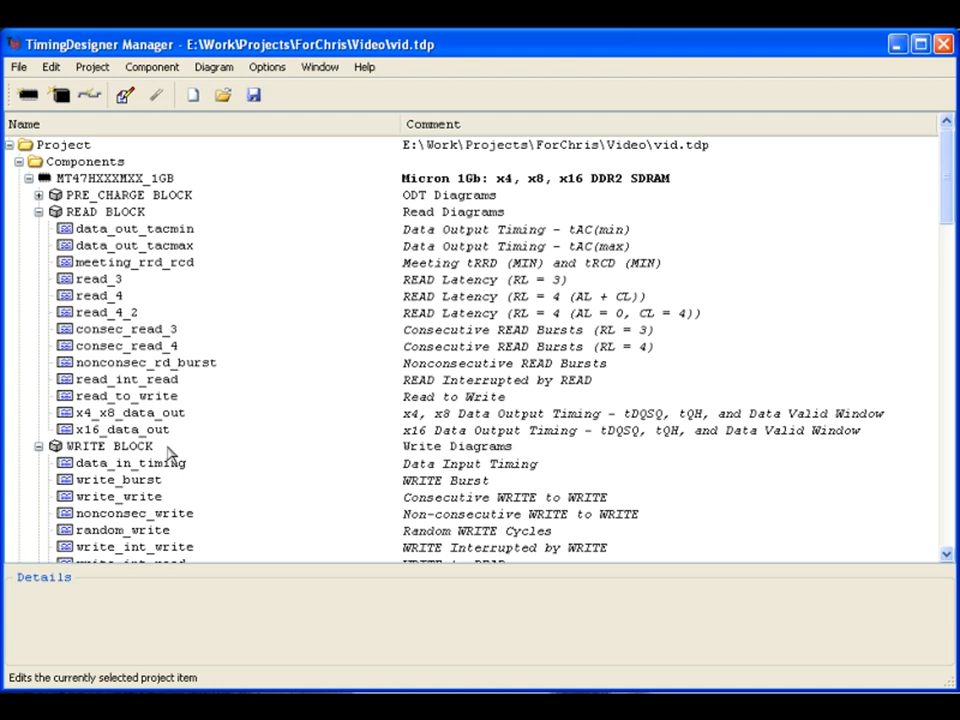 TimingDesigner Manager - E:\Work\Projects\ForChris\Video\vid.tdp
File Edit Project Component Diagram Options Window Help
Name Comment
Project E:\Work\Projects\ForChris\Video\vid.tdp
Components
MT47HXXXMXX_1GB Micron 1Gb: x4, x8, x16 DDR2 SDRAM
PRE_CHARGE BLOCK ODT Diagrams
READ BLOCK Read Diagrams
data_out_tacmin Data Output Timing - tAC(min)
data_out_tacmax Data Output Timing - tAC(max)
meeting_rrd_rcd Meeting tRRD (MIN) and tRCD (MIN)
read_3 READ Latency (RL = 3)
read_4 READ Latency (RL = 4 (AL + CL))
read_4_2 READ Latency (RL = 4 (AL = 0, CL = 4))
consec_read_3 Consecutive READ Bursts (RL = 3)
consec_read_4 Consecutive READ Bursts (RL = 4)
nonconsec_rd_burst Nonconsecutive READ Bursts
read_int_read READ Interrupted by READ
read_to_write Read to Write
x4_x8_data_out x4, x8 Data Output Timing - tDQSQ, tQH, and Data Valid Window
x16_data_out x16 Data Output Timing - tDQSQ, tQH, and Data Valid Window
WRITE BLOCK Write Diagrams
data_in_timing Data Input Timing
write_burst WRITE Burst
write_write Consecutive WRITE to WRITE
nonconsec_write Non-consecutive WRITE to WRITE
random_write Random WRITE Cycles
write_int_write WRITE Interrupted by WRITE
write_int_read WRITE to READ
Details
Edits the currently selected project item